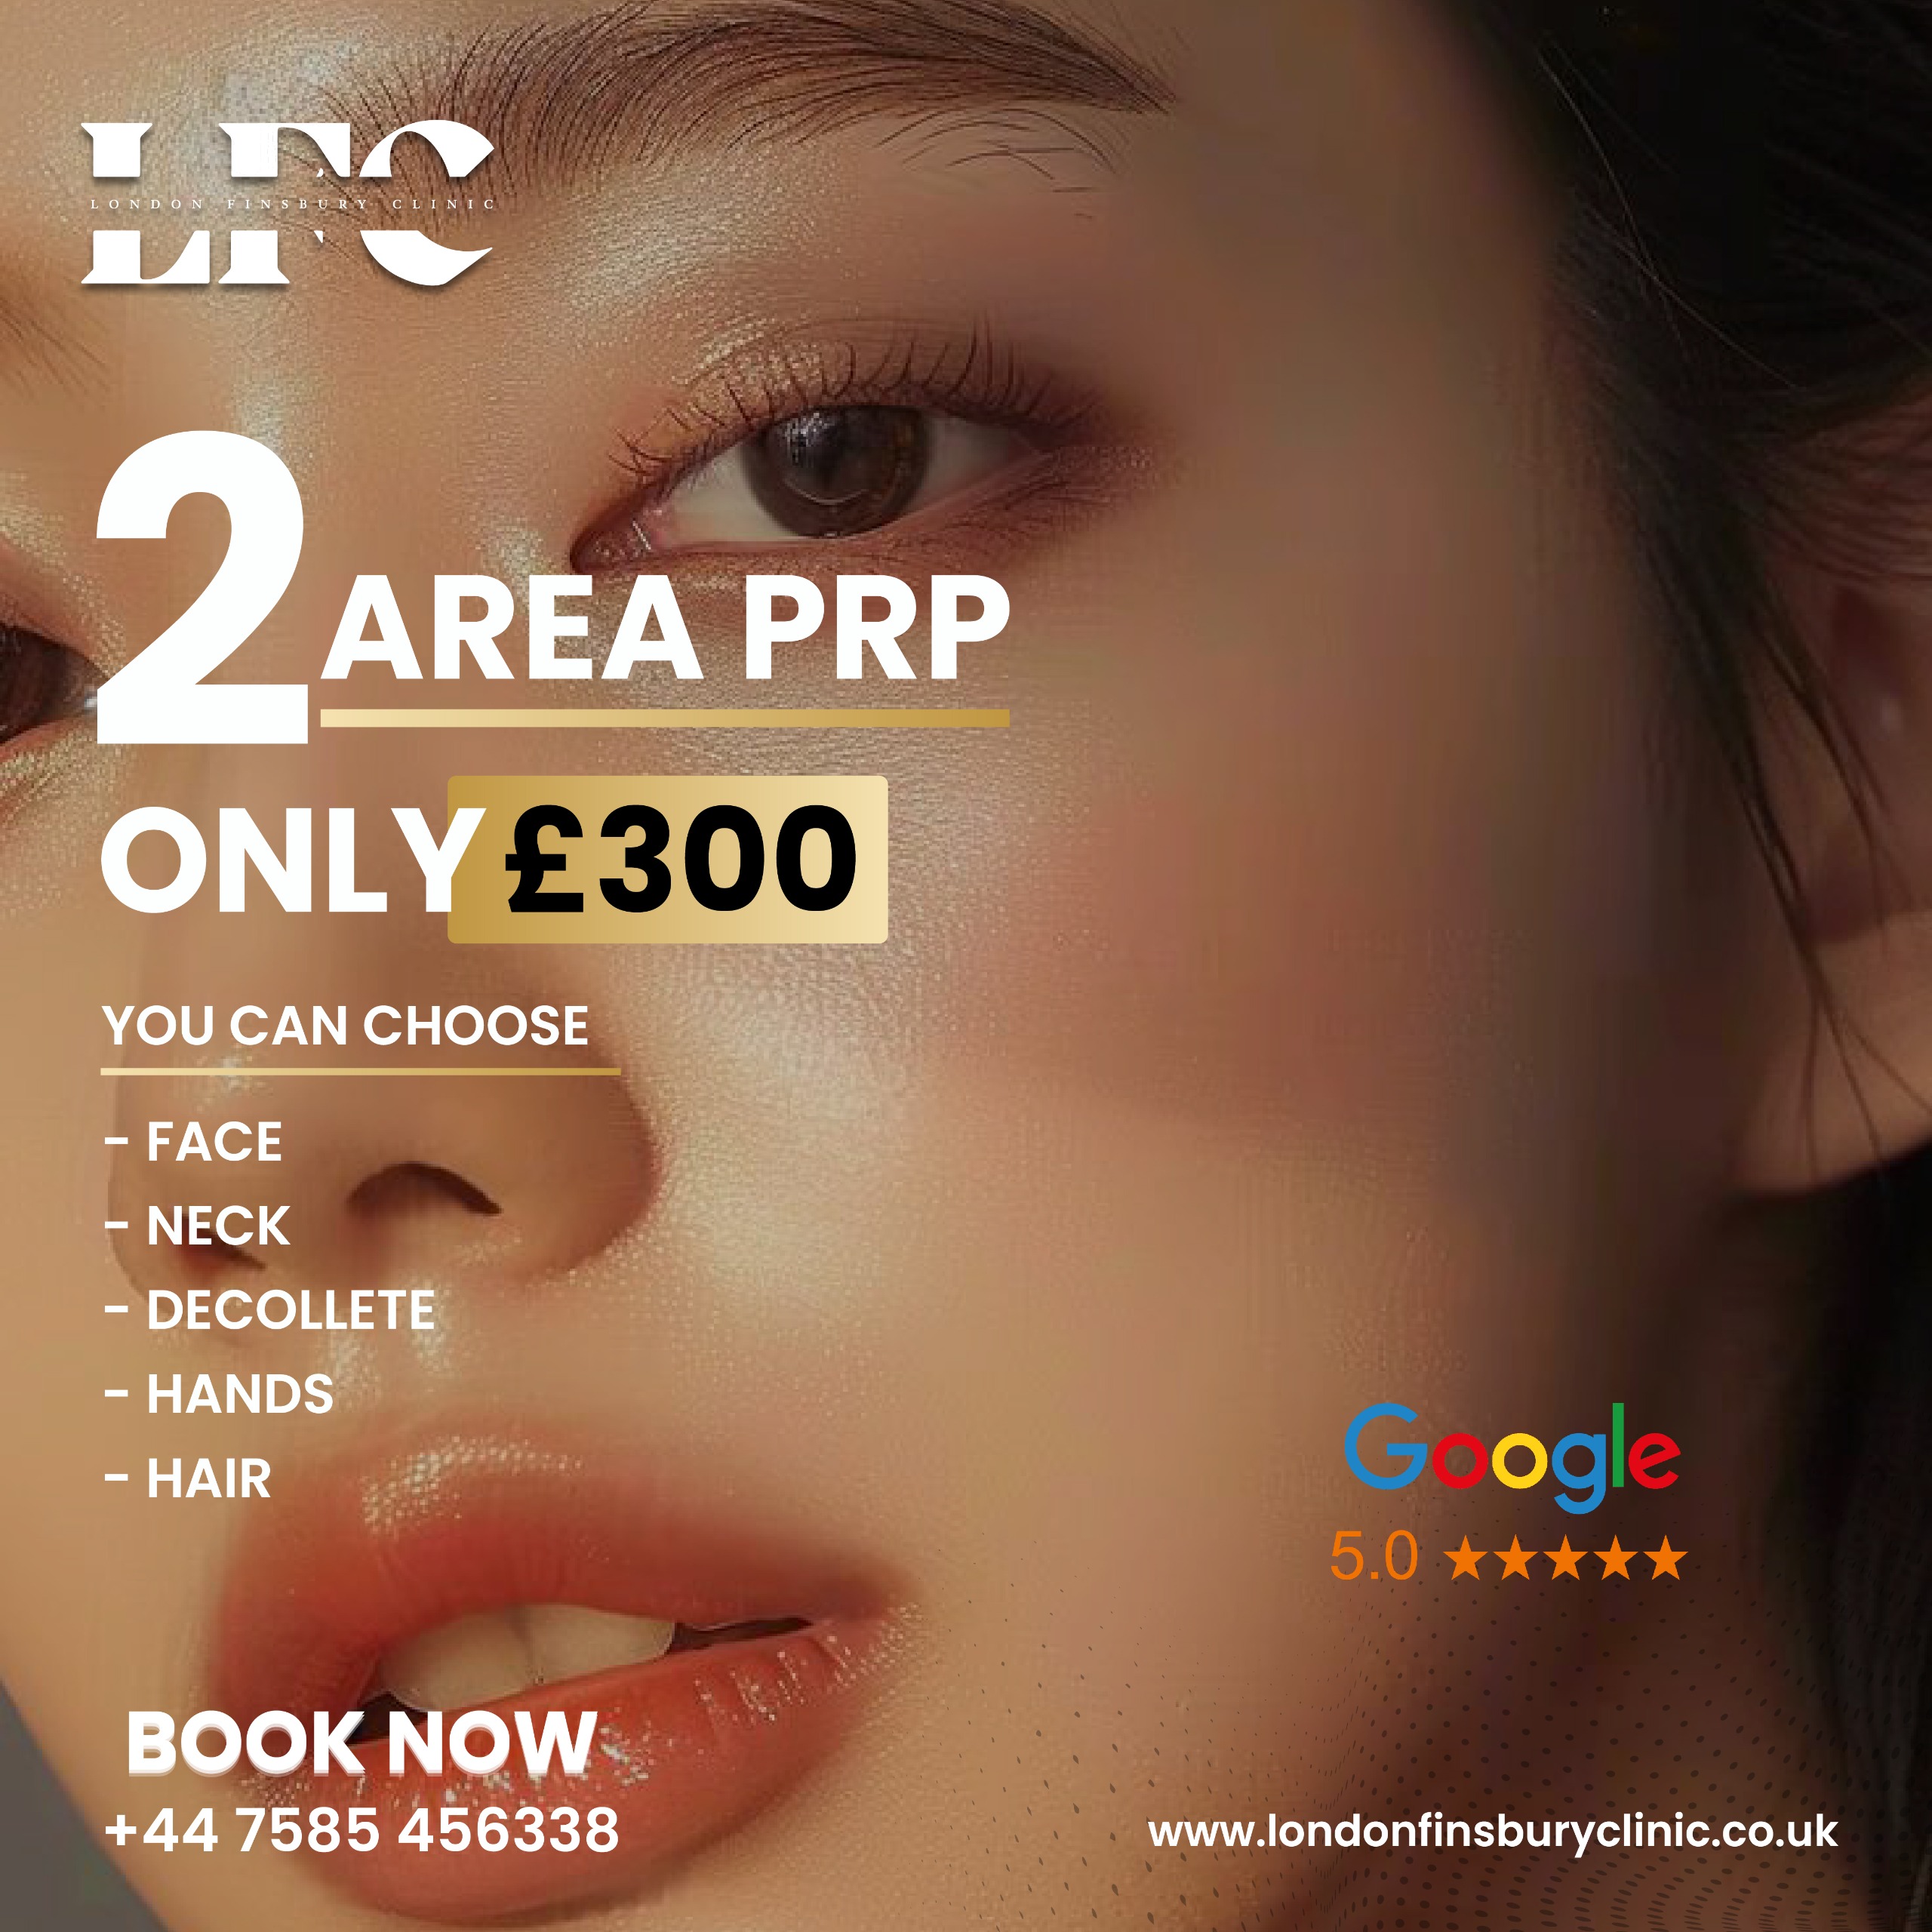 LFC
LONDON FINSBURY CLINIC
2 AREA PRP
ONLY £300
YOU CAN CHOOSE
- FACE
- NECK
- DECOLLETE
- HANDS
- HAIR
Google
5.0 ★★★★★
BOOK NOW
+44 7585 456338
www.londonfinsburyclinic.co.uk